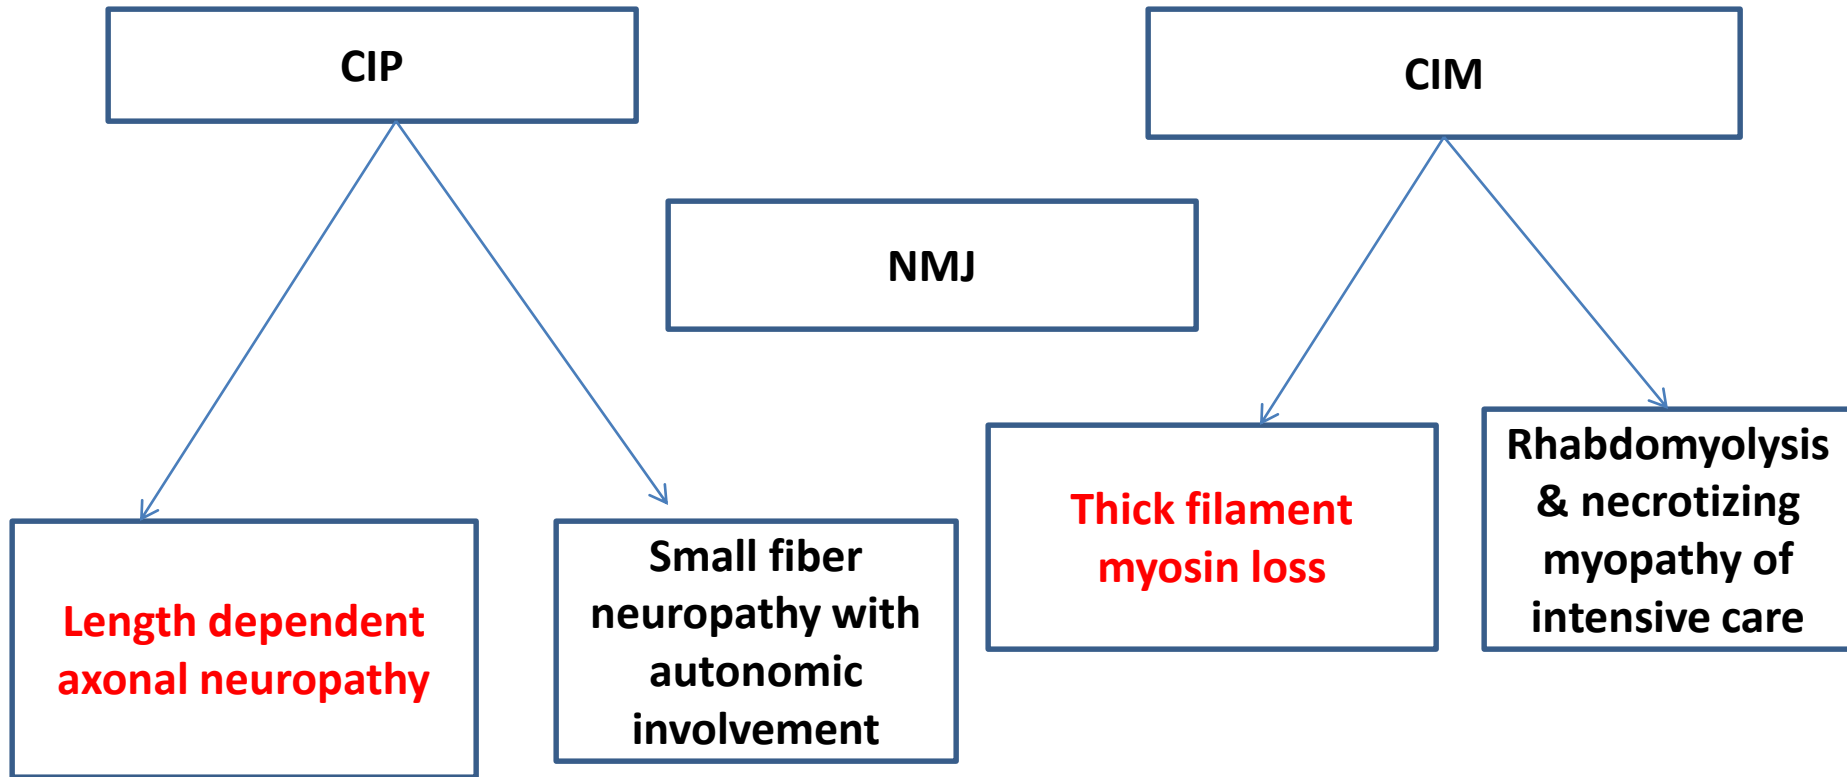 CIP
CIM
NMJ
Length dependent
axonal neuropathy
Small fiber
neuropathy with
autonomic
involvement
Thick filament
myosin loss
Rhabdomyolysis
& necrotizing
myopathy of
intensive care